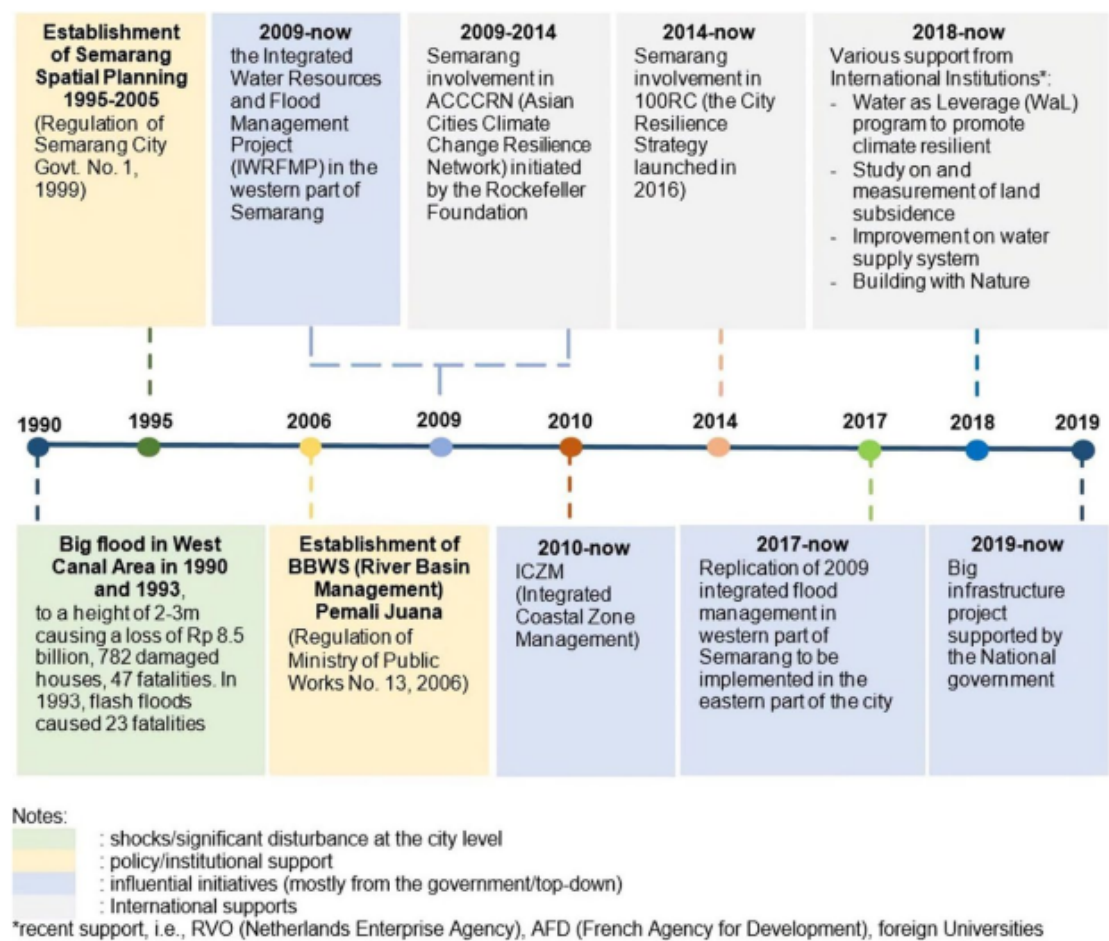 Establishment
of Semarang
Spatial Planning
1995-2005
(Regulation of
Semarang City
Govt. No. 1,
1999)
2009-now
the Integrated
Water Resources
and Flood
Management
Project
(IWRFMP) in the
western part of
Semarang
2009-2014
Semarang
involvement in
ACCCRN (Asian
Cities Climate
Change Resilience
Network) initiated
by the Rockefeller
Foundation
2014-now
Semarang
involvement in
100RC (the City
Resilience
Strategy
launched in
2016)
2018-now
Various support from
International Institutions*:
- Water as Leverage (WaL)
program to promote
climate resilient
- Study on and
measurement of land
subsidence
- Improvement on water
supply system
- Building with Nature
1990
1995
2006
2009
2010
2014
2017
2018
2019
Big flood in West
Canal Area in 1990
and 1993,
to a height of 2-3m
causing a loss of Rp 8.5
billion, 782 damaged
houses, 47 fatalities. In
1993, flash floods
caused 23 fatalities
Establishment of
BBWS (River Basin
Management)
Pemali Juana
(Regulation of
Ministry of Public
Works No. 13, 2006)
2010-now
ICZM
(Integrated
Coastal Zone
Management)
2017-now
Replication of 2009
integrated flood
management in
western part of
Semarang to be
implemented in the
eastern part of the city
2019-now
Big
infrastructure
project
supported by
the National
government
Notes:
: shocks/significant disturbance at the city level
: policy/institutional support
: influential initiatives (mostly from the government/top-down)
: International supports
*recent support, i.e., RVO (Netherlands Enterprise Agency), AFD (French Agency for Development), foreign Universities